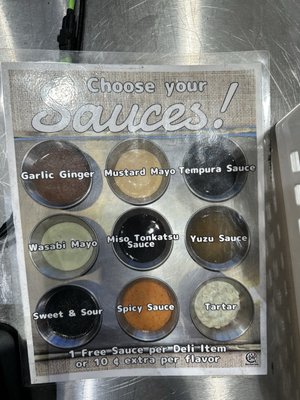 Choose your
Sauces!
Garlic Ginger
Mustard Mayo
Tempura Sauce
Wasabi Mayo
Miso Tonkatsu
Sauce
Yuzu Sauce
Sweet & Sour
Spicy Sauce
Tartar
1 Free Sauce per Deli Item
or 10 ¢ extra per flavor